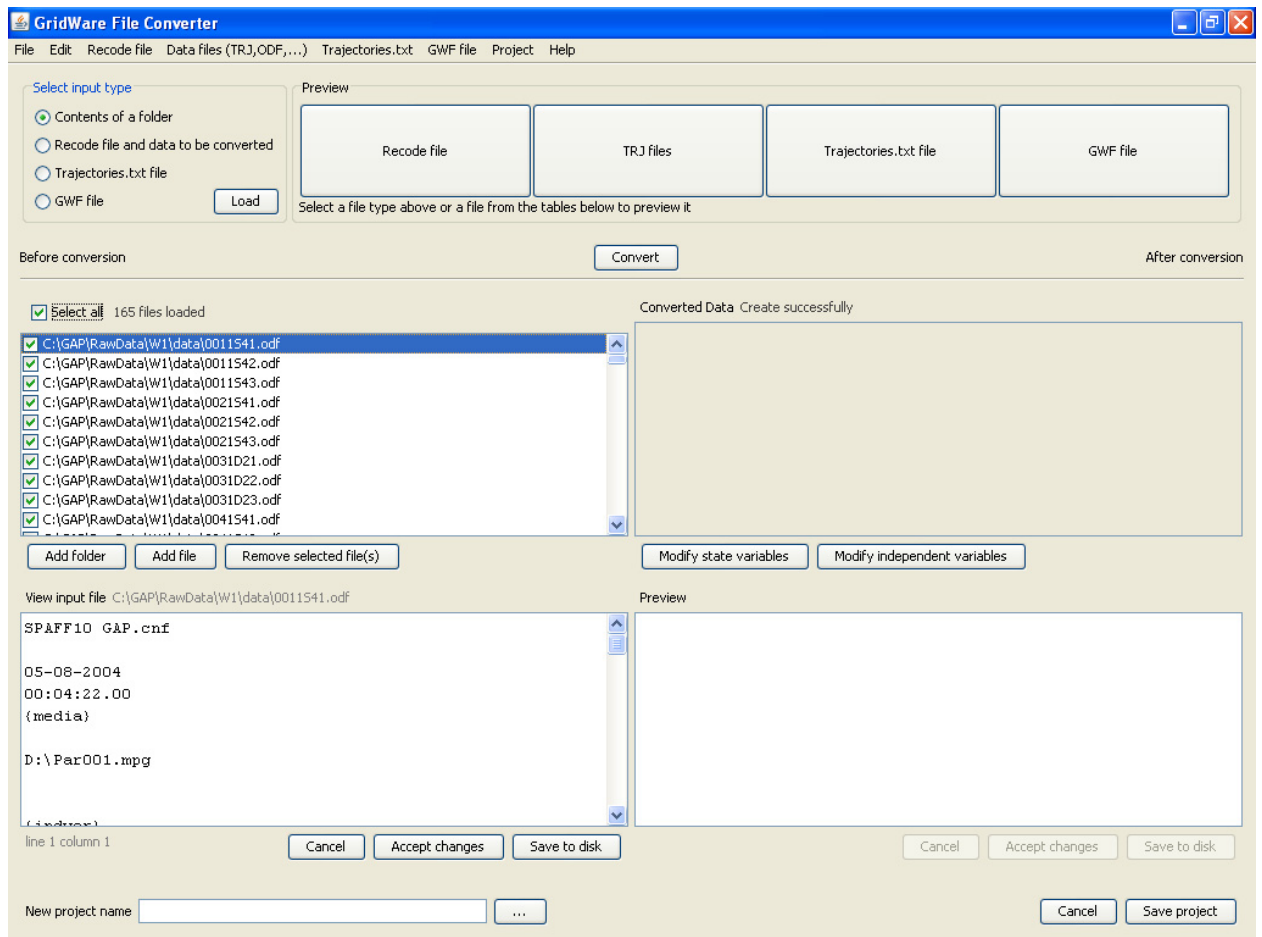 GridWare File Converter
File Edit Recode file Data files (TRJ,ODF,...) Trajectories.txt GWF file Project Help
Select input type
Contents of a folder
Recode file and data to be converted
Trajectories.txt file
GWF file Load
Preview
Recode file TRJ files Trajectories.txt file GWF file
Select a file type above or a file from the tables below to preview it
Before conversion Convert After conversion
Select all 165 files loaded
C:\GAP\RawData\W1\data\0011S41.odf
C:\GAP\RawData\W1\data\0011S42.odf
C:\GAP\RawData\W1\data\0011S43.odf
C:\GAP\RawData\W1\data\0021S41.odf
C:\GAP\RawData\W1\data\0021S42.odf
C:\GAP\RawData\W1\data\0021S43.odf
C:\GAP\RawData\W1\data\0031D21.odf
C:\GAP\RawData\W1\data\0031D22.odf
C:\GAP\RawData\W1\data\0031D23.odf
C:\GAP\RawData\W1\data\0041S41.odf
Add folder Add file Remove selected file(s)
Converted Data Create successfully
Modify state variables Modify independent variables
View input file C:\GAP\RawData\W1\data\0011S41.odf
SPAFF10 GAP.cnf
05-08-2004
00:04:22.00
{media}
D:\Par001.mpg
line 1 column 1 Cancel Accept changes Save to disk
Preview
Cancel Accept changes Save to disk
New project name ... Cancel Save project